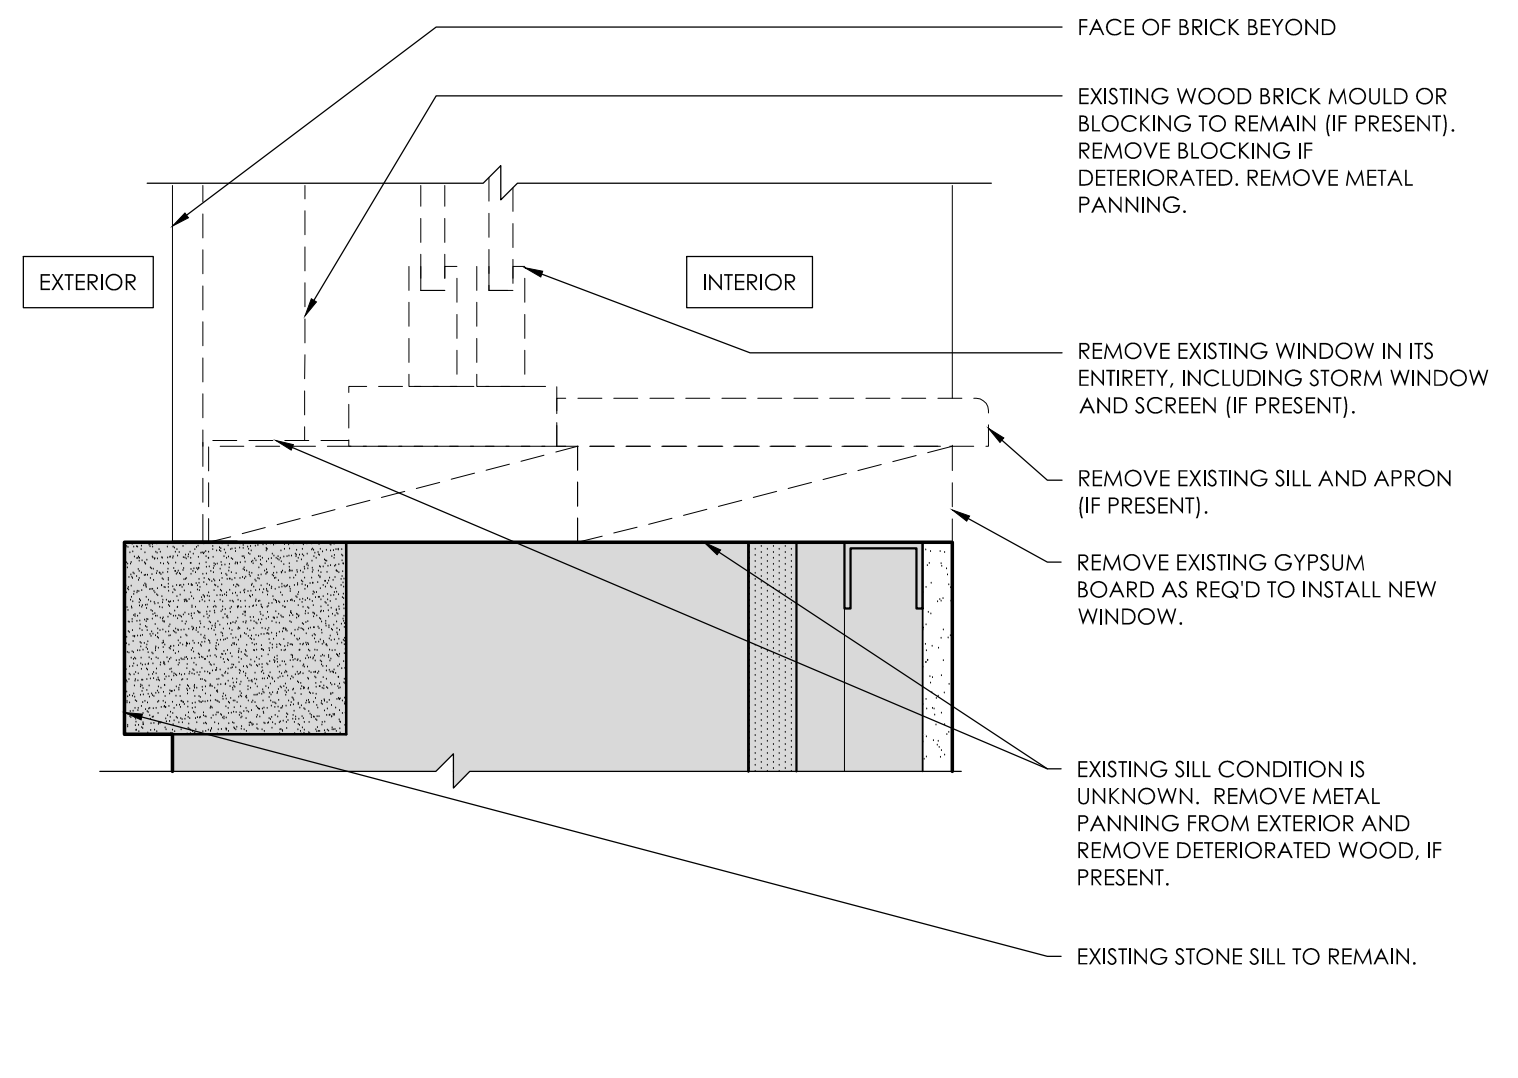 FACE OF BRICK BEYOND
EXISTING WOOD BRICK MOULD OR
BLOCKING TO REMAIN (IF PRESENT).
REMOVE BLOCKING IF
DETERIORATED. REMOVE METAL
PANNING.
EXTERIOR
INTERIOR
REMOVE EXISTING WINDOW IN ITS
ENTIRETY, INCLUDING STORM WINDOW
AND SCREEN (IF PRESENT).
REMOVE EXISTING SILL AND APRON
(IF PRESENT).
REMOVE EXISTING GYPSUM
BOARD AS REQ'D TO INSTALL NEW
WINDOW.
EXISTING SILL CONDITION IS
UNKNOWN. REMOVE METAL
PANNING FROM EXTERIOR AND
REMOVE DETERIORATED WOOD, IF
PRESENT.
EXISTING STONE SILL TO REMAIN.